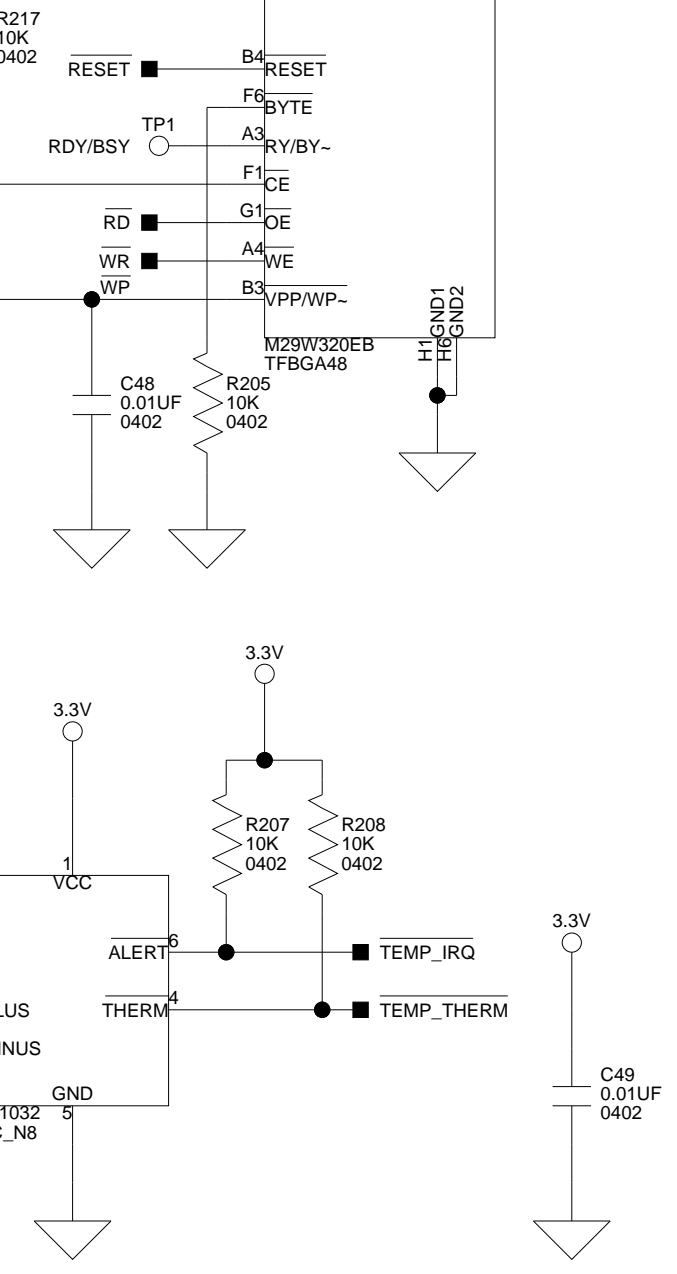 R217
10K
0402
RESET
B4
RESET
F6
BYTE
TP1
RDY/BSY
A3
RY/BY~
F1
CE
RD
G1
OE
WR
A4
WE
WP
B3
VPP/WP~
H1
GND1
H6
GND2
M29W320EB
TFBGA48
C48
0.01UF
0402
R205
10K
0402
3.3V
3.3V
R207
10K
0402
R208
10K
0402
1
VCC
ALERT
6
TEMP_IRQ
THERM
4
TEMP_THERM
3.3V
LUS
INUS
GND
5
1032
C_N8
C49
0.01UF
0402